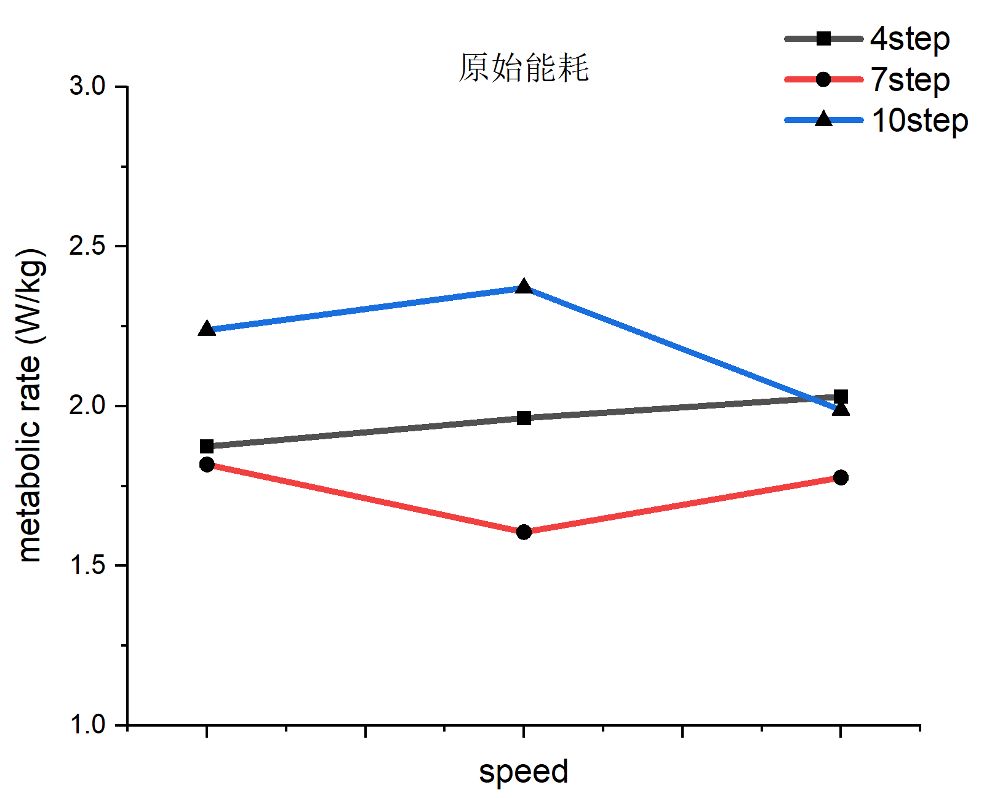 4step
7step
10step
原始能耗
3.0
2.5
2.0
1.5
1.0
metabolic rate (W/kg)
speed